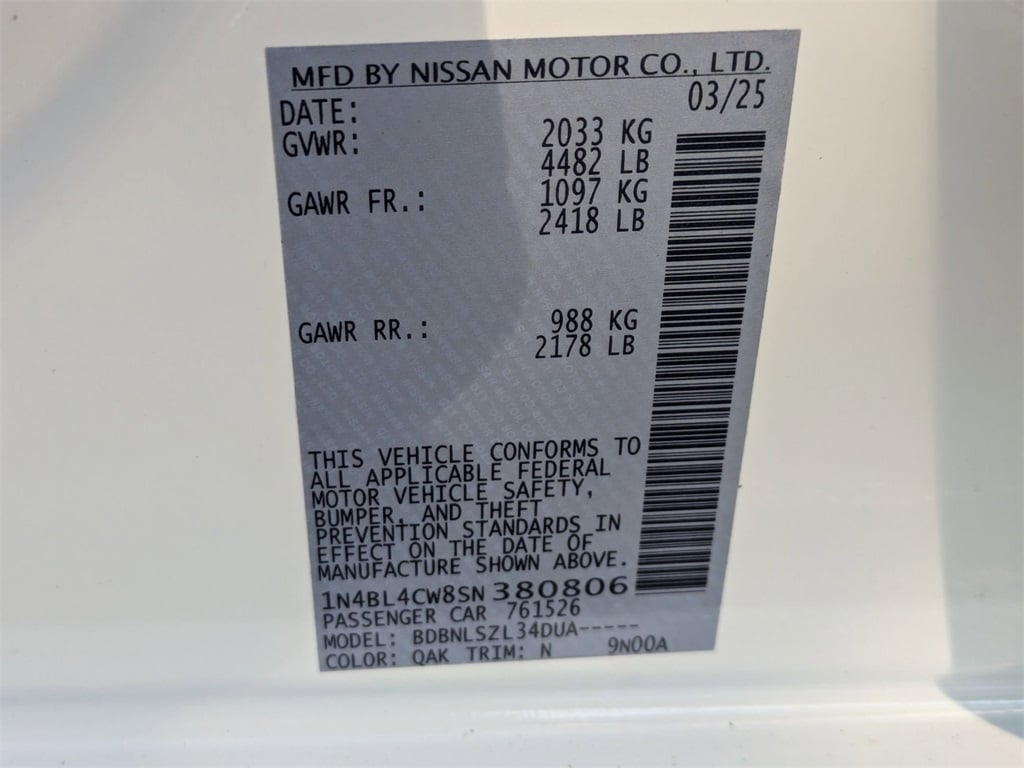 MFD BY NISSAN MOTOR CO., LTD.
DATE: 03/25
GVWR: 2033 KG
4482 LB
GAWR FR.: 1097 KG
2418 LB
GAWR RR.: 988 KG
2178 LB
THIS VEHICLE CONFORMS TO
ALL APPLICABLE FEDERAL
MOTOR VEHICLE SAFETY,
BUMPER, AND THEFT
PREVENTION STANDARDS IN
EFFECT ON THE DATE OF
MANUFACTURE SHOWN ABOVE.
1N4BL4CW8SN380806
PASSENGER CAR 761526
MODEL: BDBNLSZL34DUA-----
COLOR: QAK TRIM: N 9N00A